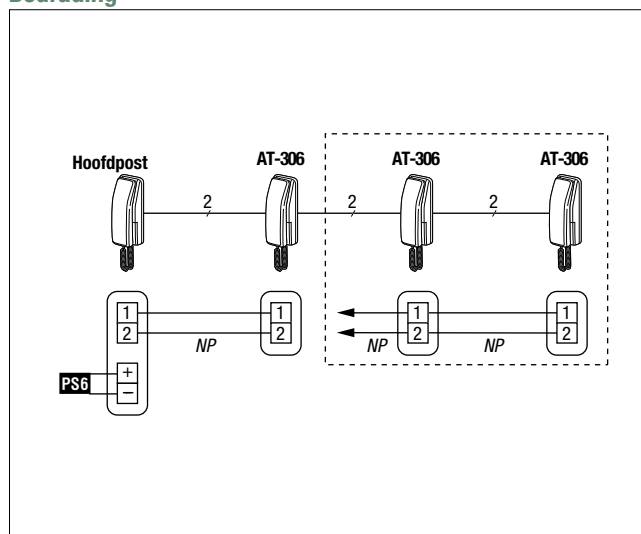 Bedrading
Hoofdpost AT-306 AT-306 AT-306
2 2 2
1 1 1 1
2 2 2 2
NP NP NP
+
PS6
−